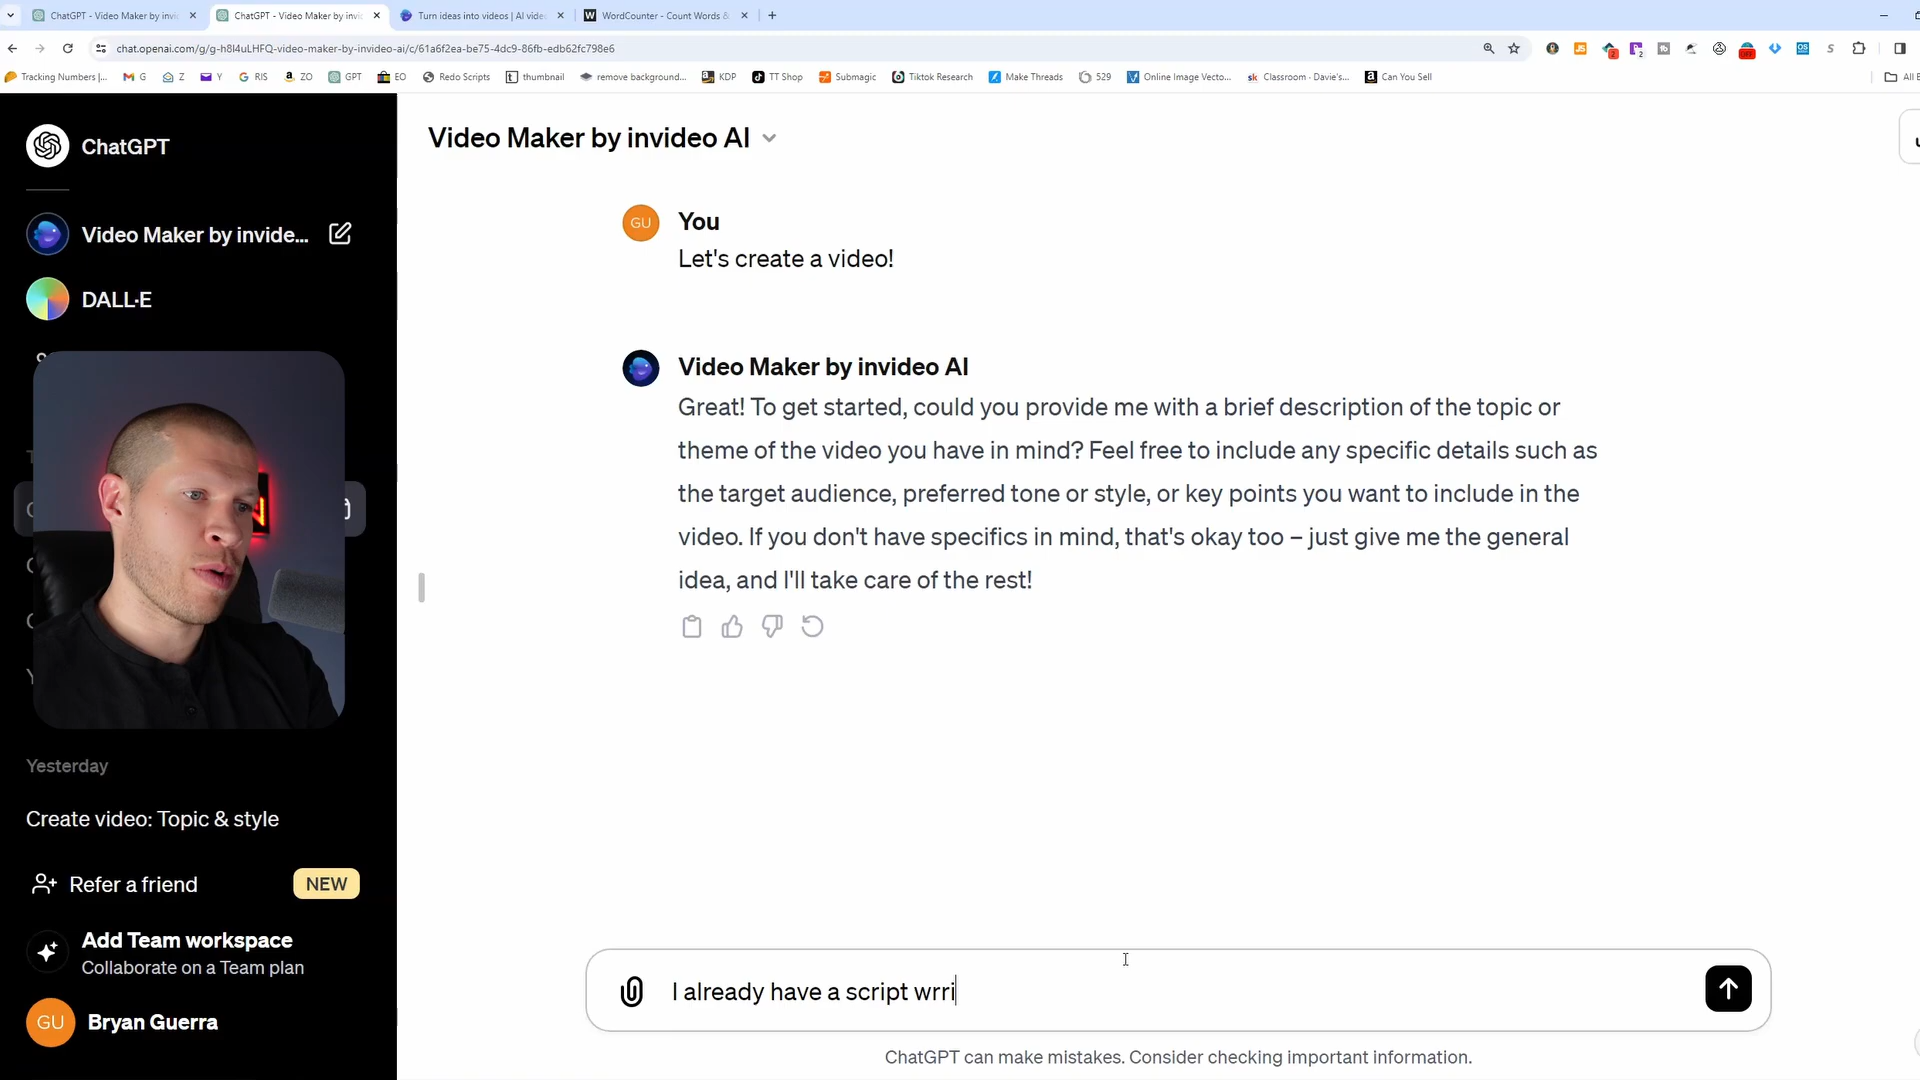 ChatGPT - Video Maker by invi
ChatGPT - Video Maker by invi
Turn ideas into videos | AI vide
WordCounter - Count Words &
chat.openai.com/g/g-h8l4uLHFQ-video-maker-by-invideo-ai/c/61a6f2ea-be75-4dc9-86fb-edb62fc798e6
Tracking Numbers |... G Z Y RIS ZO GPT EO Redo Scripts thumbnail remove background... KDP TT Shop Submagic Tiktok Research Make Threads 529 Online Image Vecto... Classroom - Davie's... Can You Sell All
ChatGPT
Video Maker by invide...
DALL·E
Yesterday
Create video: Topic & style
Refer a friend NEW
Add Team workspace
Collaborate on a Team plan
GU Bryan Guerra
Video Maker by invideo AI
GU You
Let's create a video!
Video Maker by invideo AI
Great! To get started, could you provide me with a brief description of the topic or
theme of the video you have in mind? Feel free to include any specific details such as
the target audience, preferred tone or style, or key points you want to include in the
video. If you don't have specifics in mind, that's okay too – just give me the general
idea, and I'll take care of the rest!
I already have a script wrri
ChatGPT can make mistakes. Consider checking important information.